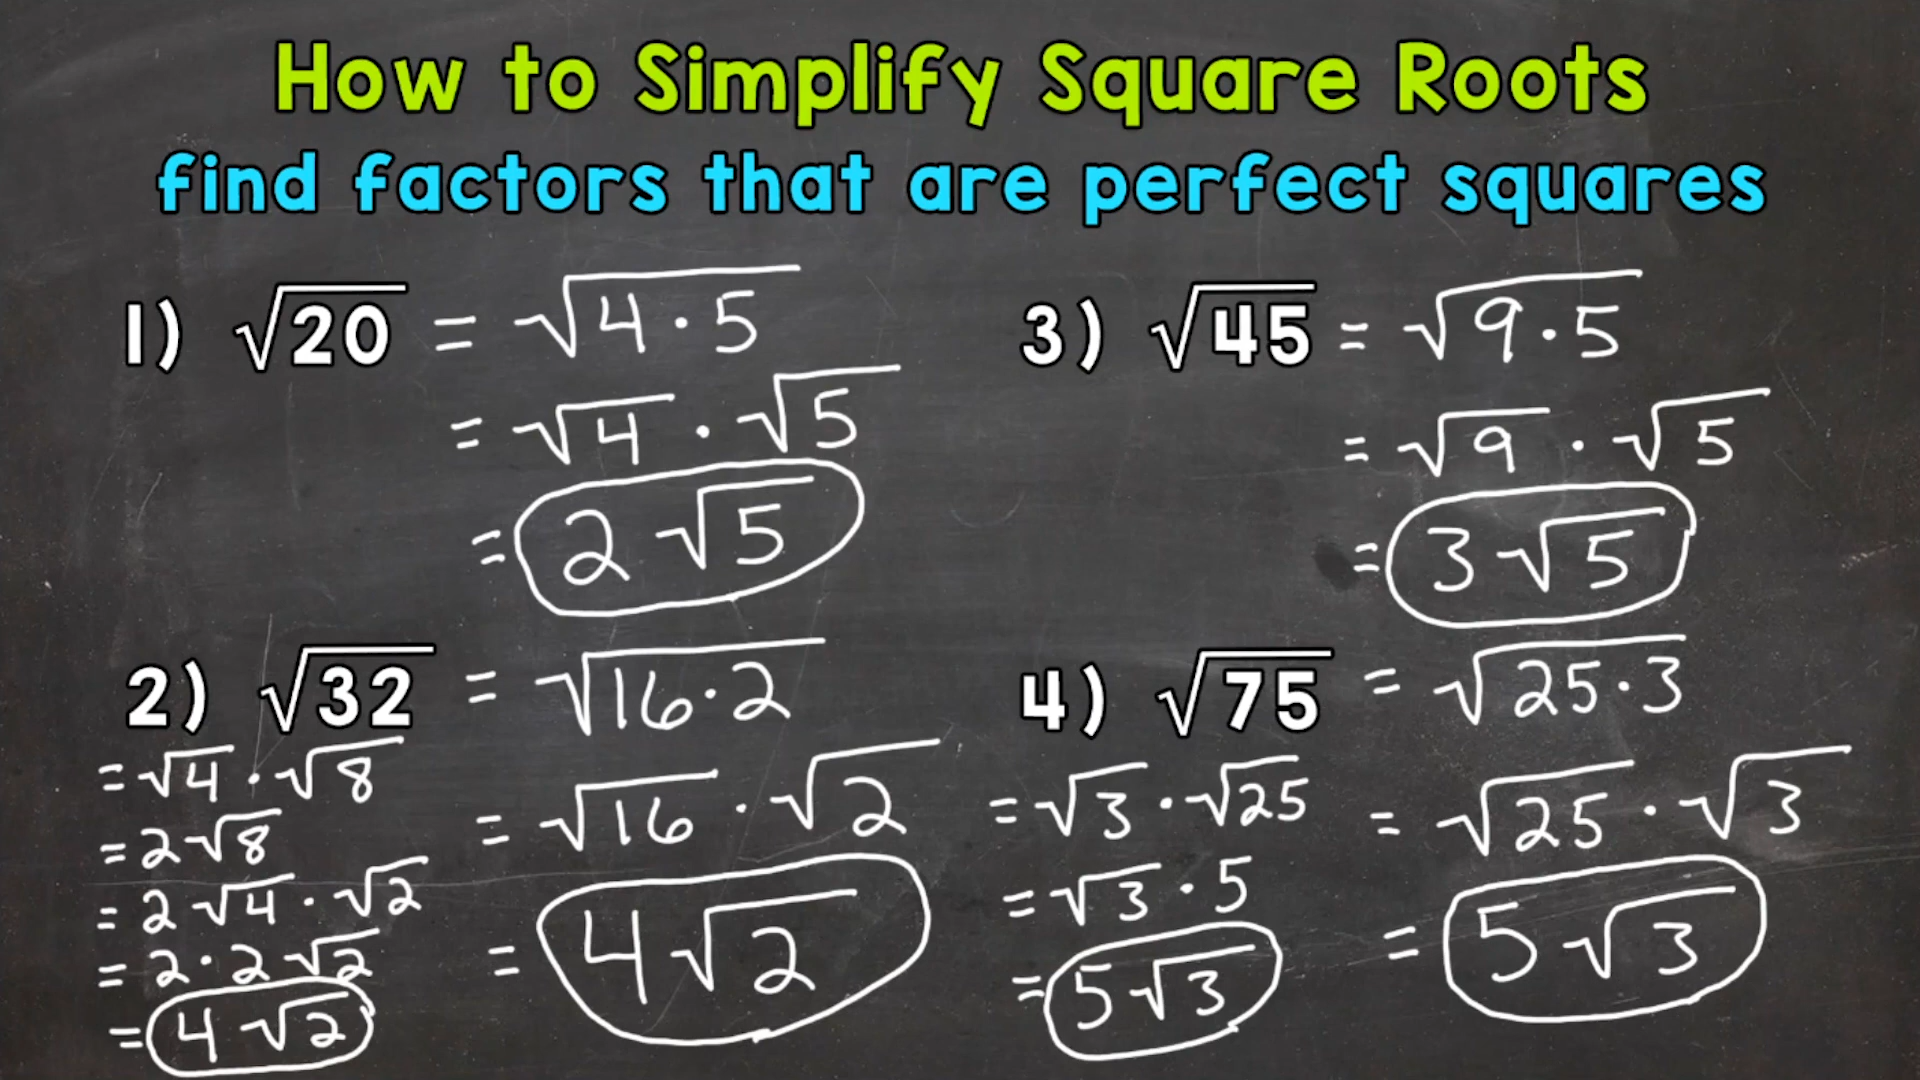 How to Simplify Square Roots
find factors that are perfect squares
1) √20 = √4·5
= √4 · √5
= 2√5
2) √32 = √16·2
= √16 · √2
= 4√2
= √4 · √8
= 2√8
= 2√4 · √2
= 2·2√2
= 4√2
3) √45 = √9·5
= √9 · √5
= 3√5
4) √75 = √25·3
= √25 · √3
= 5√3
= √3 · √25
= √3 · 5
= 5√3